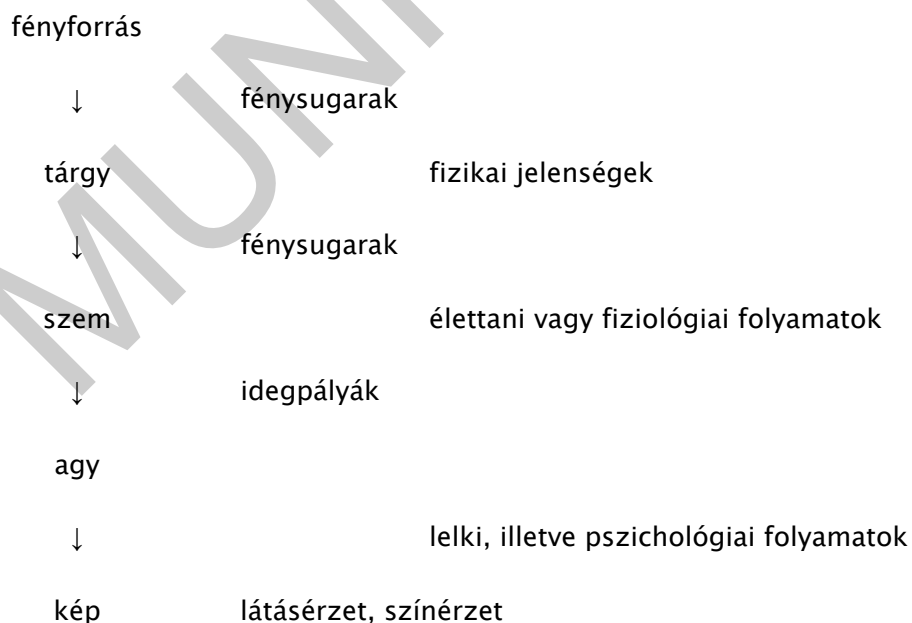 fényforrás
↓ fénysugarak
tárgy fizikai jelenségek
↓ fénysugarak
szem élettani vagy fiziológiai folyamatok
↓ idegpályák
agy
↓ lelki, illetve pszichológiai folyamatok
kép látásérzet, színérzet
MUN